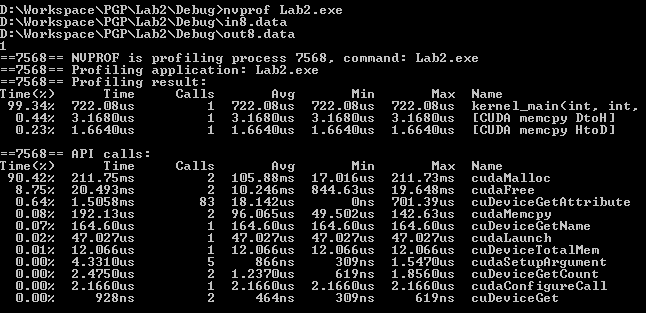 D:\Workspace\PGP\Lab2\Debug>nvprof Lab2.exe
D:\Workspace\PGP\Lab2\Debug\in8.data
D:\Workspace\PGP\Lab2\Debug\out8.data
1
==7568== NVPROF is profiling process 7568, command: Lab2.exe
==7568== Profiling application: Lab2.exe
==7568== Profiling result:
Time(%) Time Calls Avg Min Max Name
99.34% 722.08us 1 722.08us 722.08us 722.08us kernel_main(int, int,
0.44% 3.1680us 1 3.1680us 3.1680us 3.1680us [CUDA memcpy DtoH]
0.23% 1.6640us 1 1.6640us 1.6640us 1.6640us [CUDA memcpy HtoD]
==7568== API calls:
Time(%) Time Calls Avg Min Max Name
90.42% 211.75ms 2 105.88ms 17.016us 211.73ms cudaMalloc
8.75% 20.493ms 2 10.246ms 844.63us 19.648ms cudaFree
0.64% 1.5058ms 83 18.142us 0ns 701.39us cuDeviceGetAttribute
0.08% 192.13us 2 96.065us 49.502us 142.63us cudaMemcpy
0.07% 164.60us 1 164.60us 164.60us 164.60us cuDeviceGetName
0.02% 47.027us 1 47.027us 47.027us 47.027us cudaLaunch
0.01% 12.066us 1 12.066us 12.066us 12.066us cuDeviceTotalMem
0.00% 4.3310us 5 866ns 309ns 1.5470us cudaSetupArgument
0.00% 2.4750us 2 1.2370us 619ns 1.8560us cuDeviceGetCount
0.00% 2.1660us 1 2.1660us 2.1660us 2.1660us cudaConfigureCall
0.00% 928ns 2 464ns 309ns 619ns cuDeviceGet